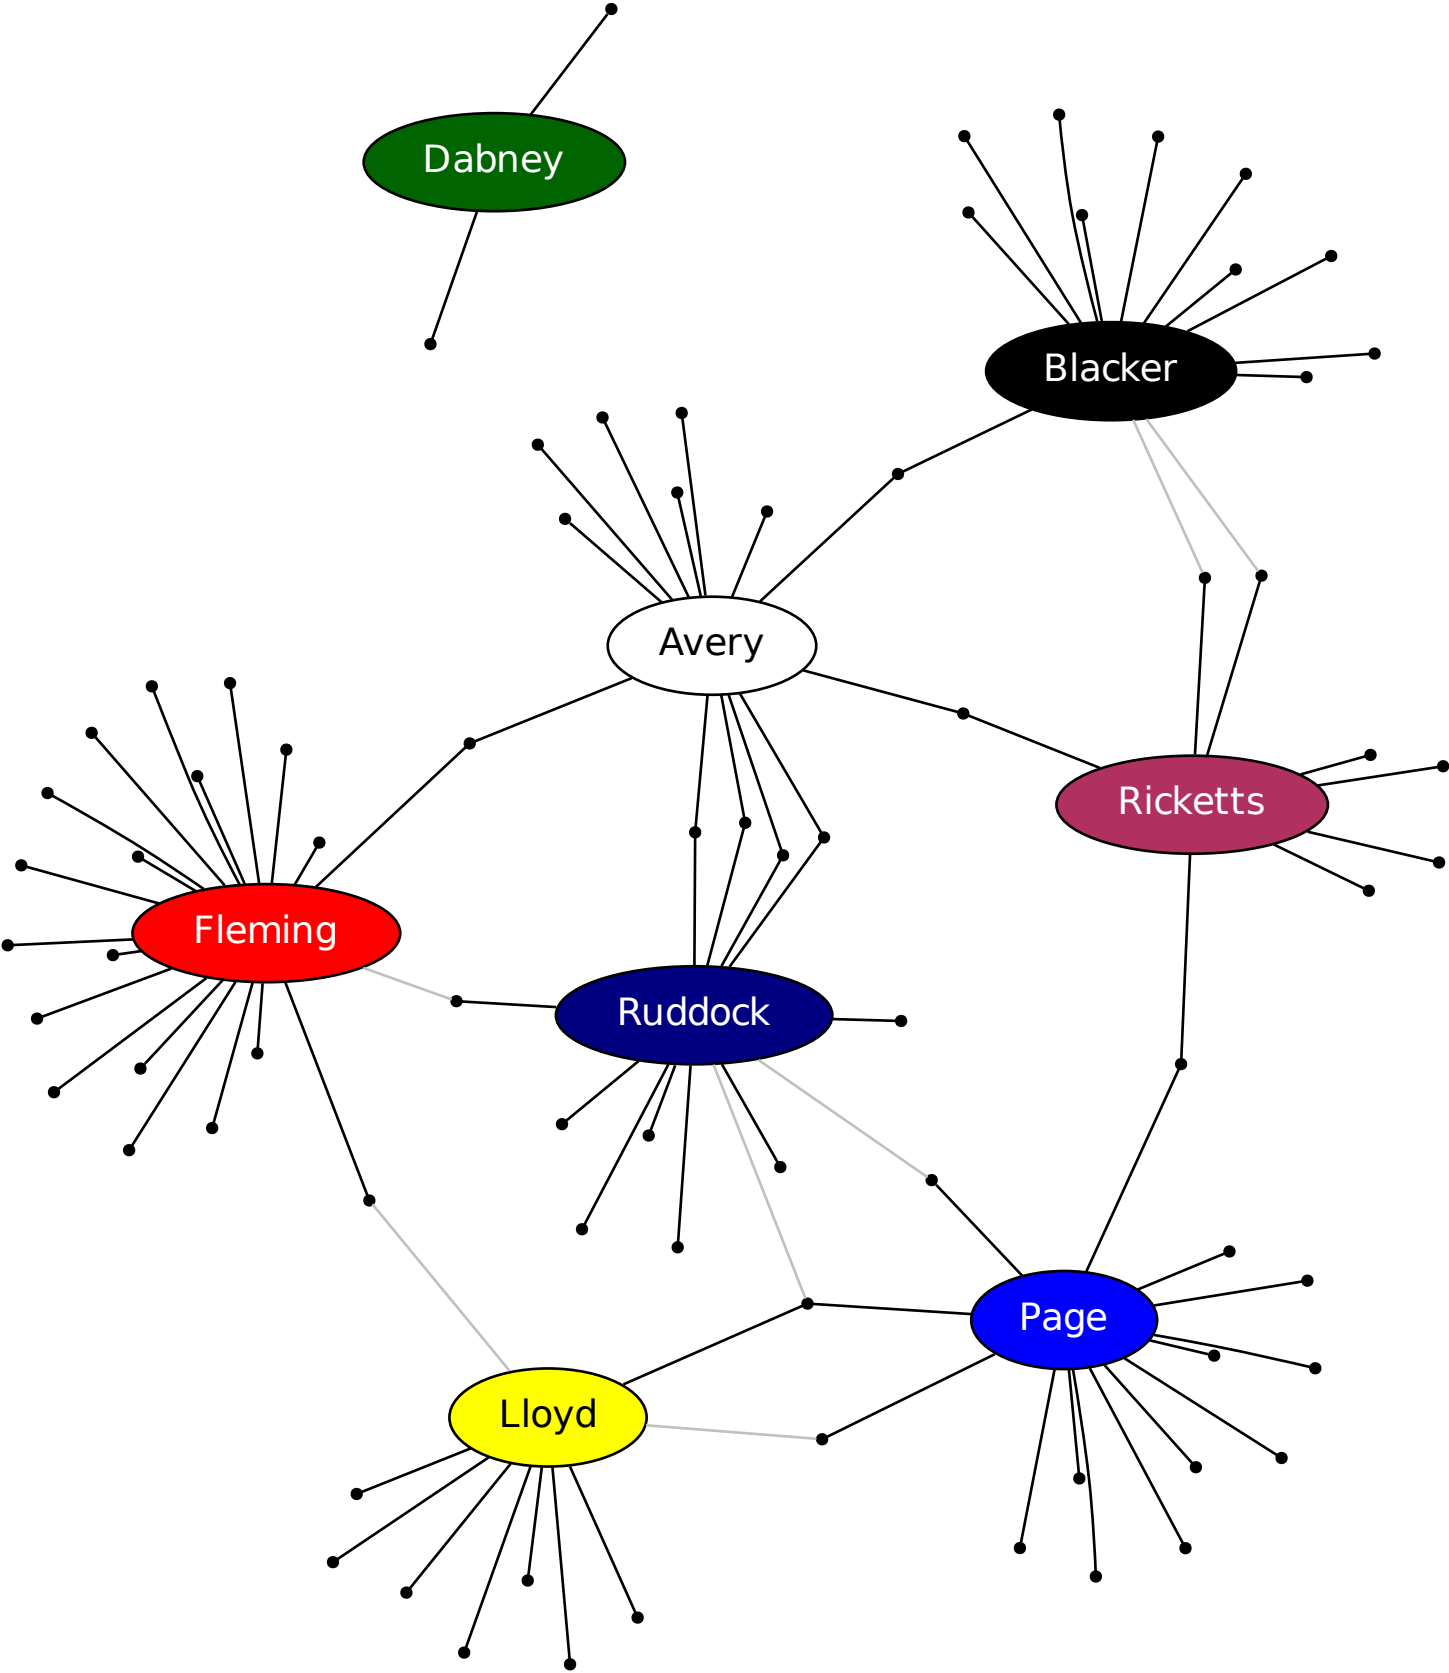 Dabney
Blacker
Avery
Ricketts
Fleming
Ruddock
Page
Lloyd